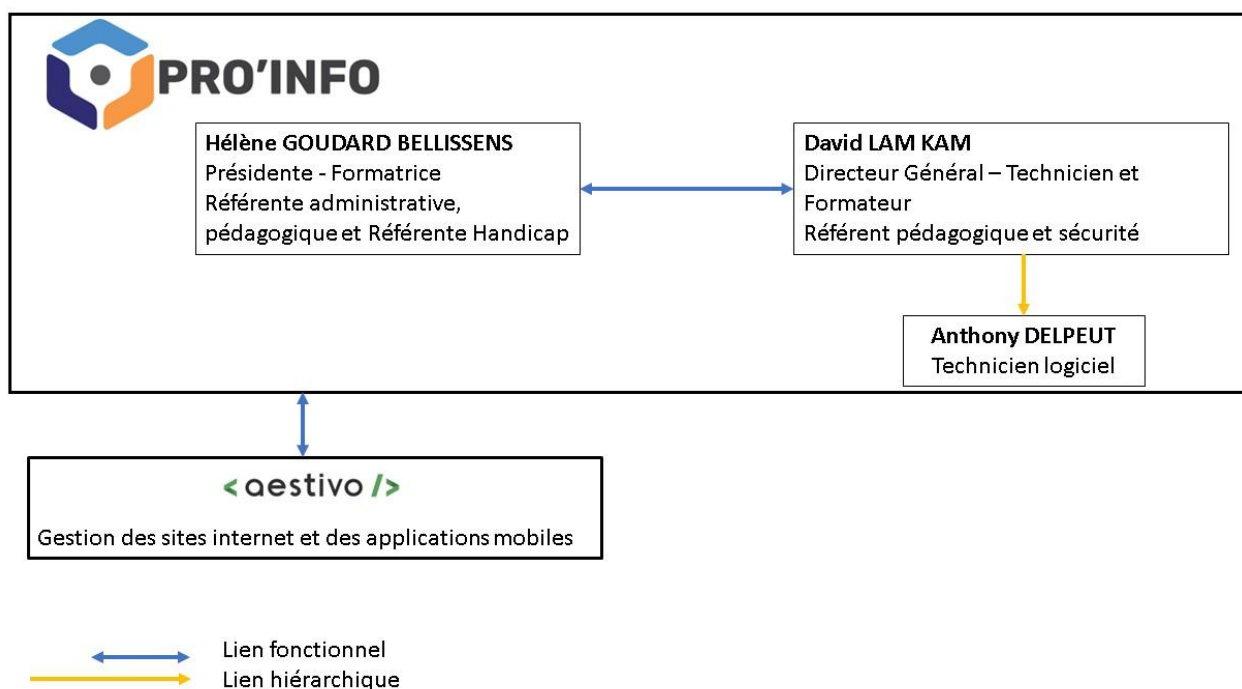 PRO'INFO
Hélène GOUDARD BELLISSENS
Présidente - Formatrice
Référente administrative,
pédagogique et Référente Handicap
David LAM KAM
Directeur Général – Technicien et
Formateur
Référent pédagogique et sécurité
Anthony DELPEUT
Technicien logiciel
< aestivo />
Gestion des sites internet et des applications mobiles
Lien fonctionnel
Lien hiérarchique